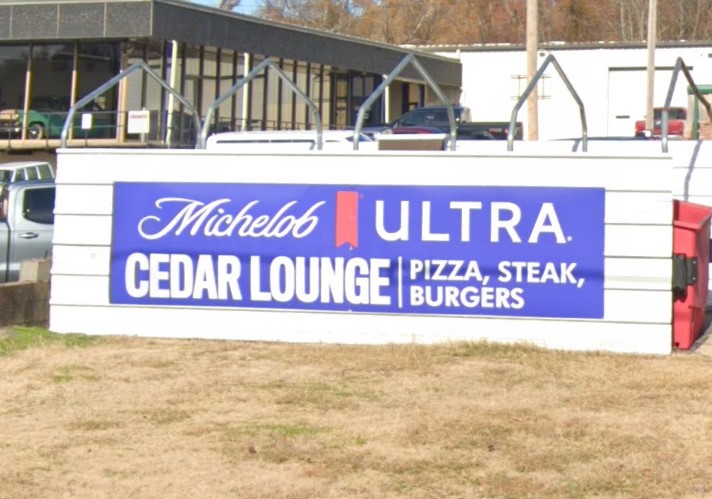 Michelob ULTRA
CEDAR LOUNGE | PIZZA, STEAK,
BURGERS